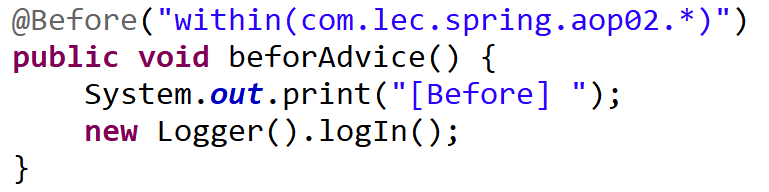 @Before("within(com.lec.spring.aop02.*)")
public void beforAdvice() {
    System.out.print("[Before] ");
    new Logger().logIn();
}